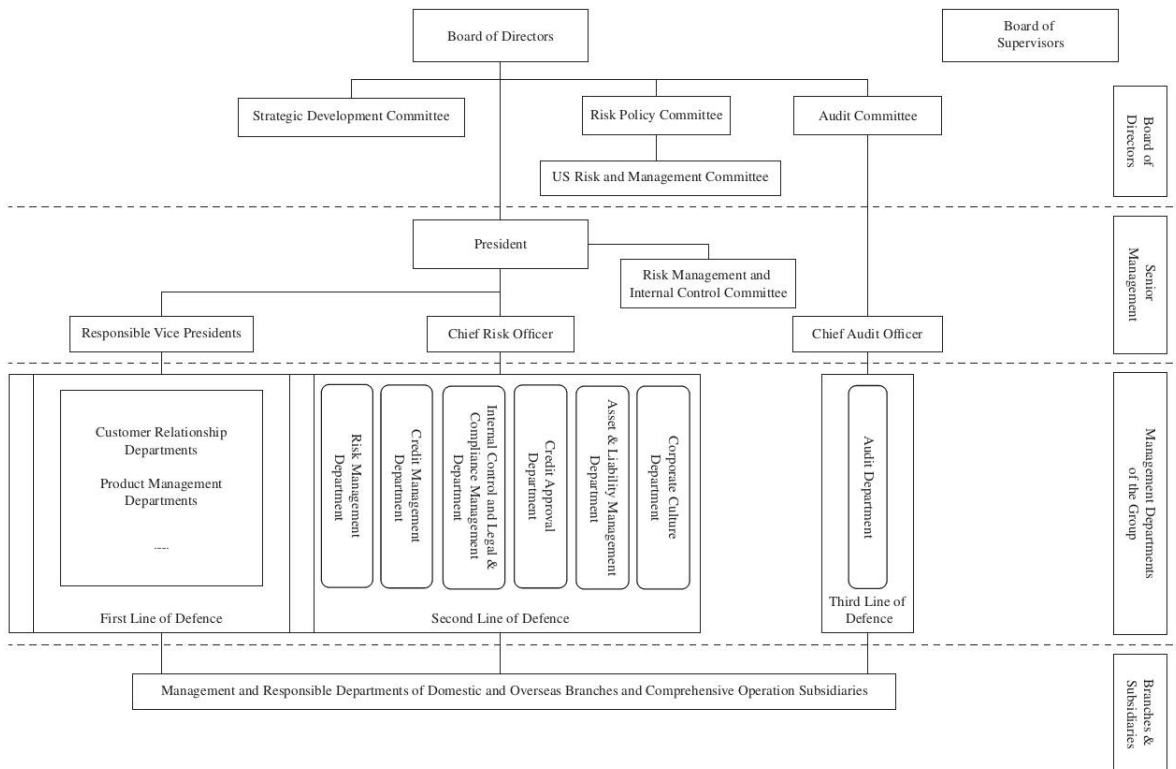 Board of Directors
Board of
Supervisors
Strategic Development Committee
Risk Policy Committee
Audit Committee
US Risk and Management Committee
Board of
Directors
President
Risk Management and
Internal Control Committee
Senior
Management
Responsible Vice Presidents
Chief Risk Officer
Chief Audit Officer
Customer Relationship
Departments
Product Management
Departments
....
First Line of Defence
Risk Management
Department
Credit Management
Department
Internal Control and Legal &
Compliance Management
Department
Credit Approval
Department
Asset & Liability Management
Department
Corporate Culture
Department
Second Line of Defence
Audit Department
Third Line of
Defence
Management Departments
of the Group
Management and Responsible Departments of Domestic and Overseas Branches and Comprehensive Operation Subsidiaries
Branches &
Subsidiaries